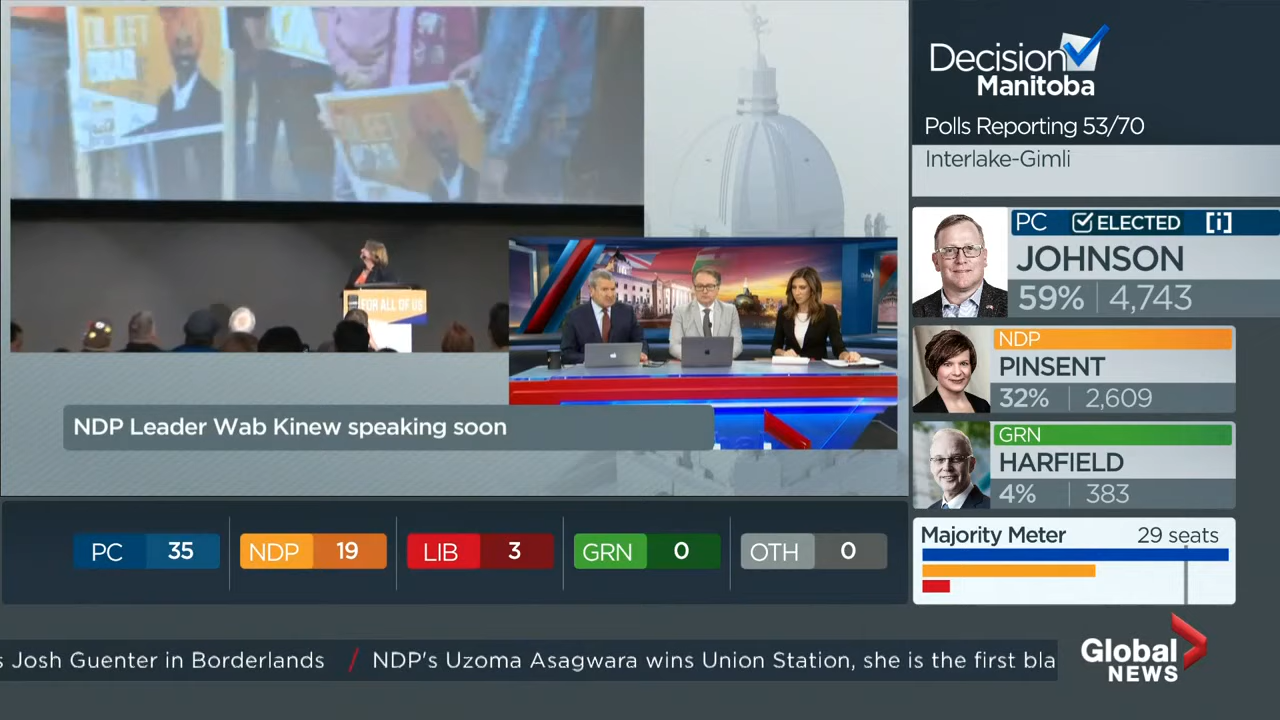 FOR ALL OF US
NDP Leader Wab Kinew speaking soon
PC 35
NDP 19
LIB 3
GRN 0
OTH 0
Decision
Manitoba
Polls Reporting 53/70
Interlake-Gimli
PC ELECTED [i]
JOHNSON
59% 4,743
NDP
PINSENT
32% 2,609
GRN
HARFIELD
4% 383
Majority Meter 29 seats
s Josh Guenter in Borderlands / NDP's Uzoma Asagwara wins Union Station, she is the first bla
Global
NEWS